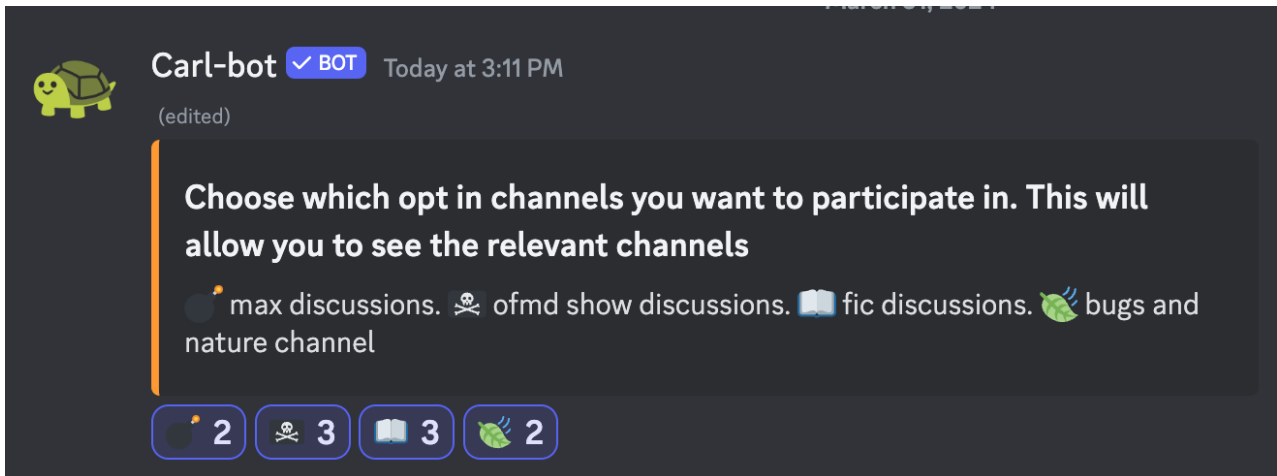 Carl-bot ✓ BOT Today at 3:11 PM
(edited)
Choose which opt in channels you want to participate in. This will
allow you to see the relevant channels
💣 max discussions. 🏴‍☠️ ofmd show discussions. 📖 fic discussions. 🍃 bugs and
nature channel
💣 2 🏴‍☠️ 3 📖 3 🍃 2